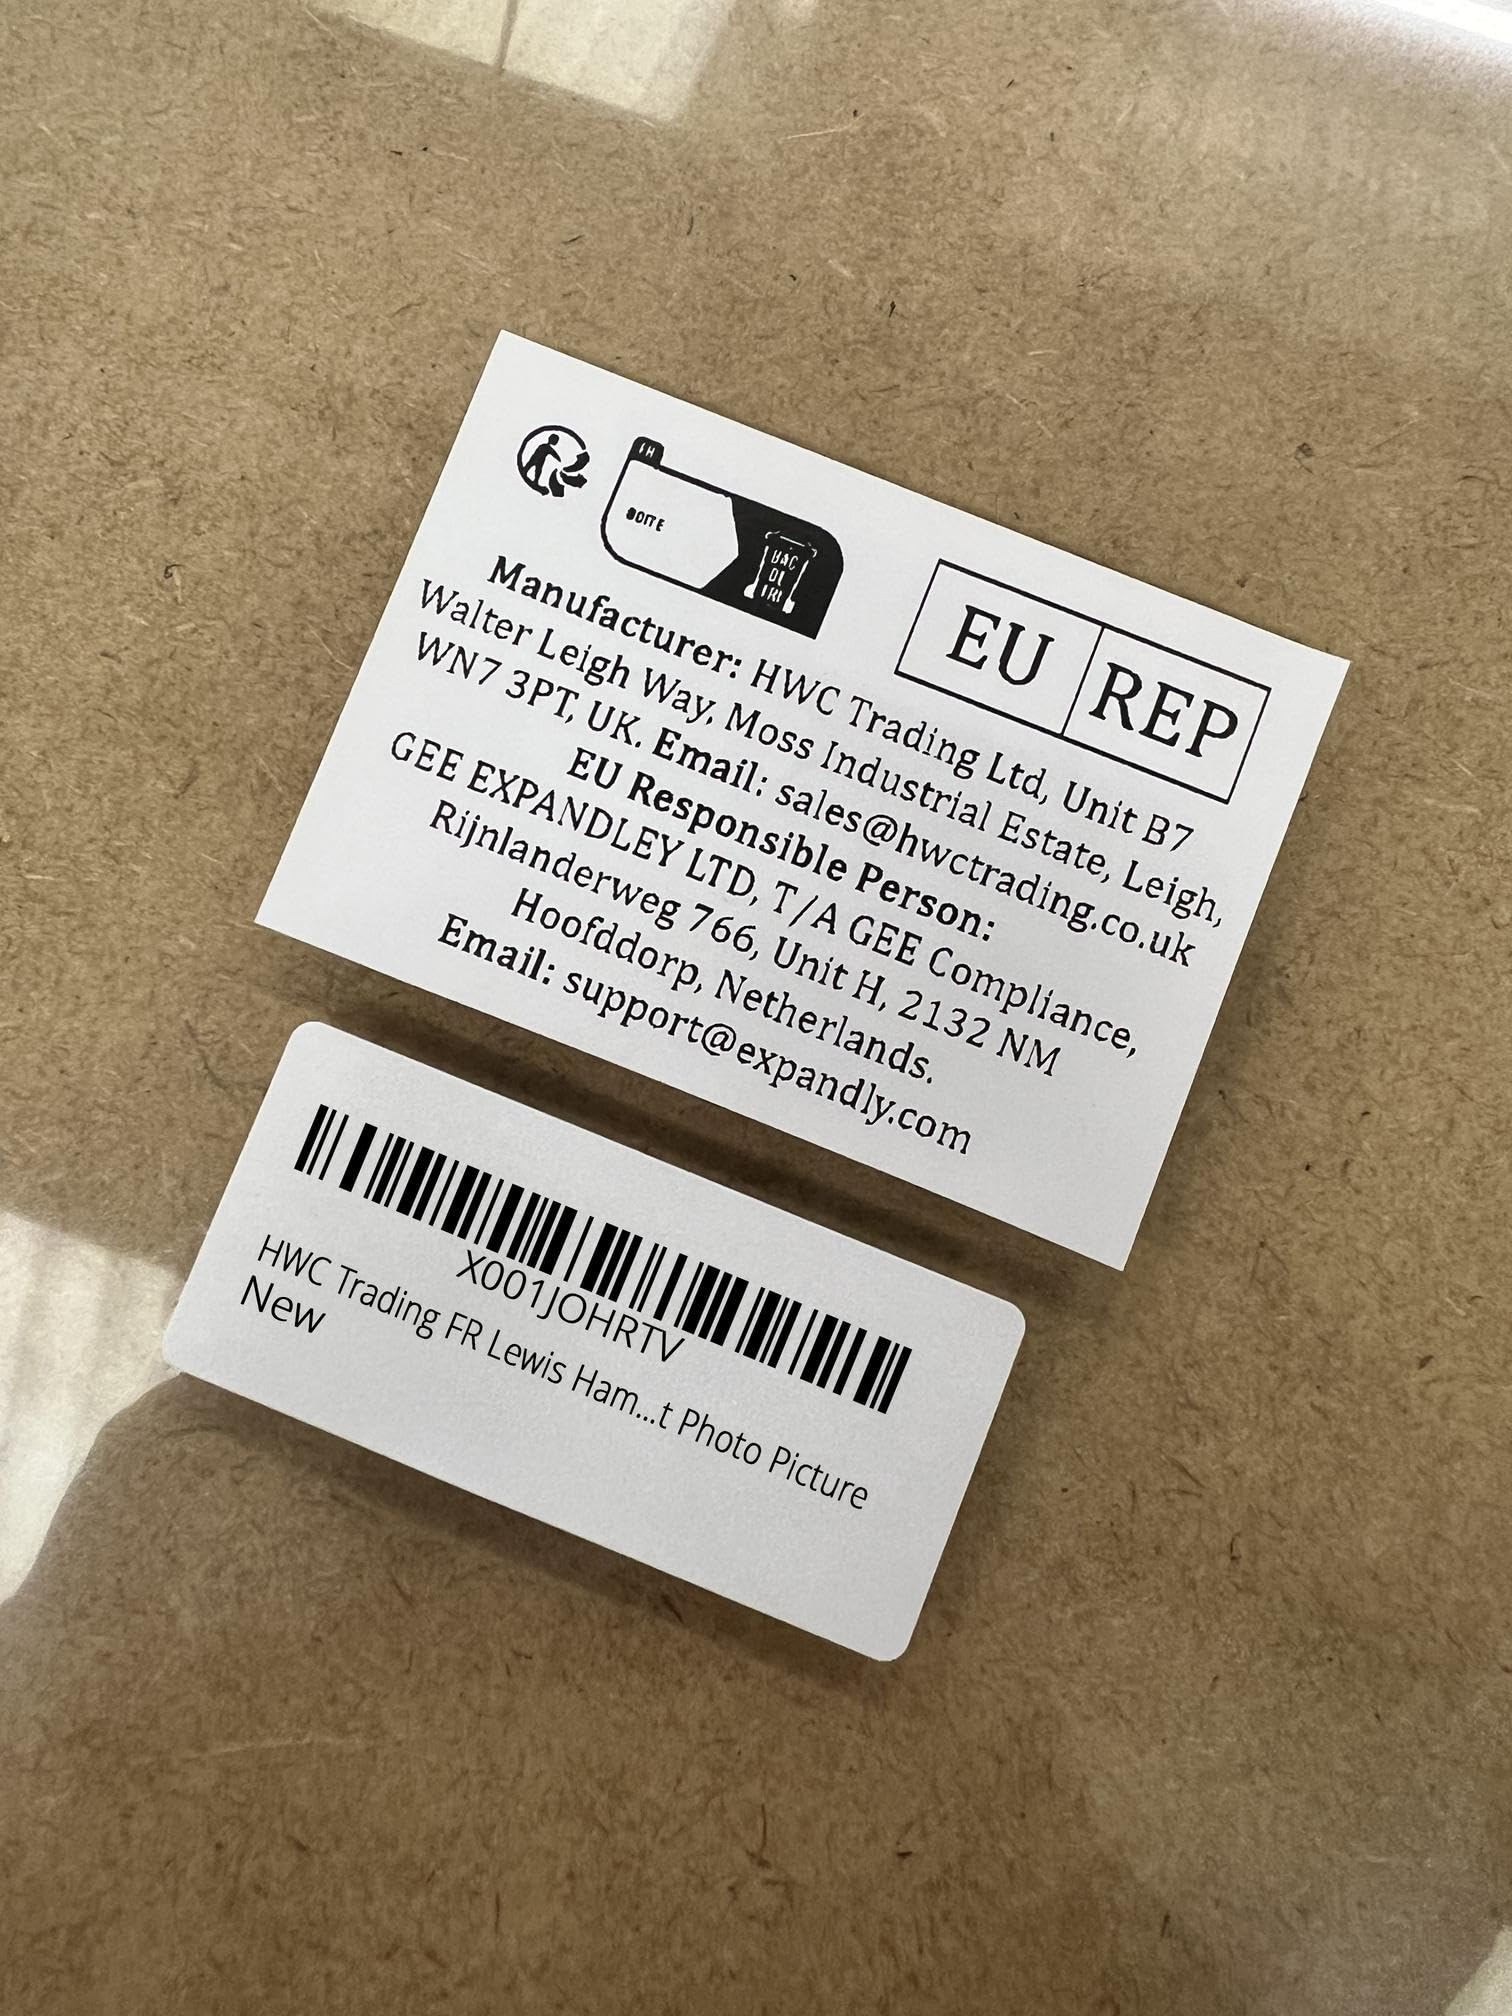 FR
BOITE
BAC
DE
TRI
EU REP
Manufacturer: HWC Trading Ltd, Unit B7
Walter Leigh Way, Moss Industrial Estate, Leigh,
WN7 3PT, UK. Email: sales@hwctrading.co.uk
EU Responsible Person:
GEE EXPANDLEY LTD, T/A GEE Compliance,
Rijnlanderweg 766, Unit H, 2132 NM
Hoofddorp, Netherlands.
Email: support@expandly.com
X001JOHRTV
HWC Trading FR Lewis Ham...t Photo Picture
New